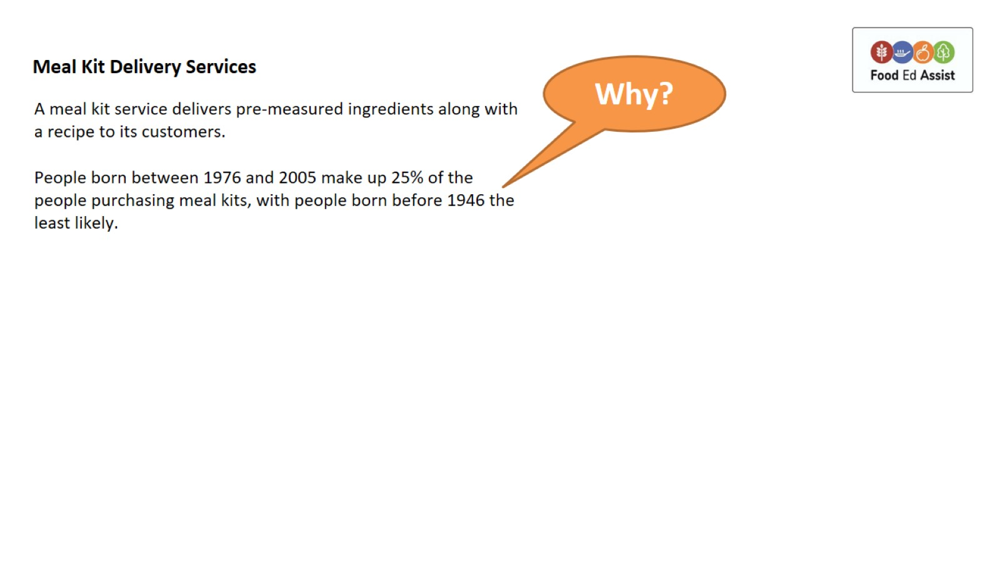 Meal Kit Delivery Services
Why?
Food Ed Assist
A meal kit service delivers pre-measured ingredients along with
a recipe to its customers.
People born between 1976 and 2005 make up 25% of the
people purchasing meal kits, with people born before 1946 the
least likely.